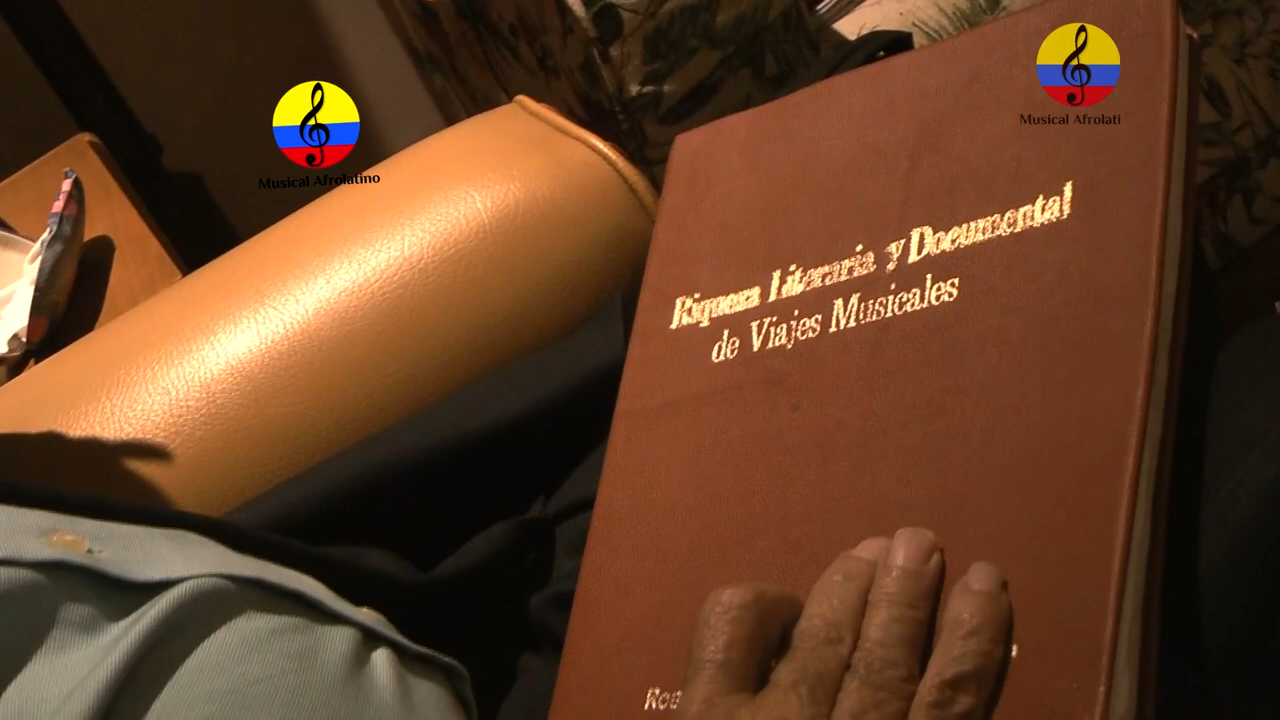 Musical Afrolati
Musical Afrolatino
Riqueza Literaria y Documental
de Viajes Musicales